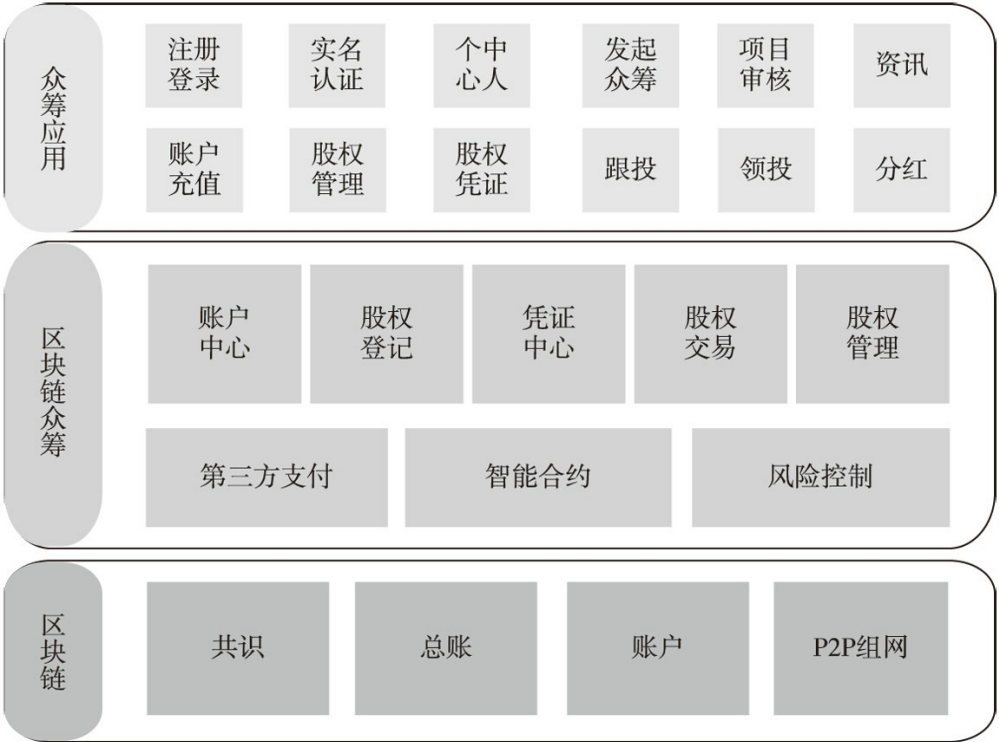 众筹应用
注册
登录
实名
认证
个中
心人
发起
众筹
项目
审核
资讯
账户
充值
股权
管理
股权
凭证
跟投
领投
分红
区块链众筹
账户
中心
股权
登记
凭证
中心
股权
交易
股权
管理
第三方支付
智能合约
风险控制
区块链
共识
总账
账户
P2P组网